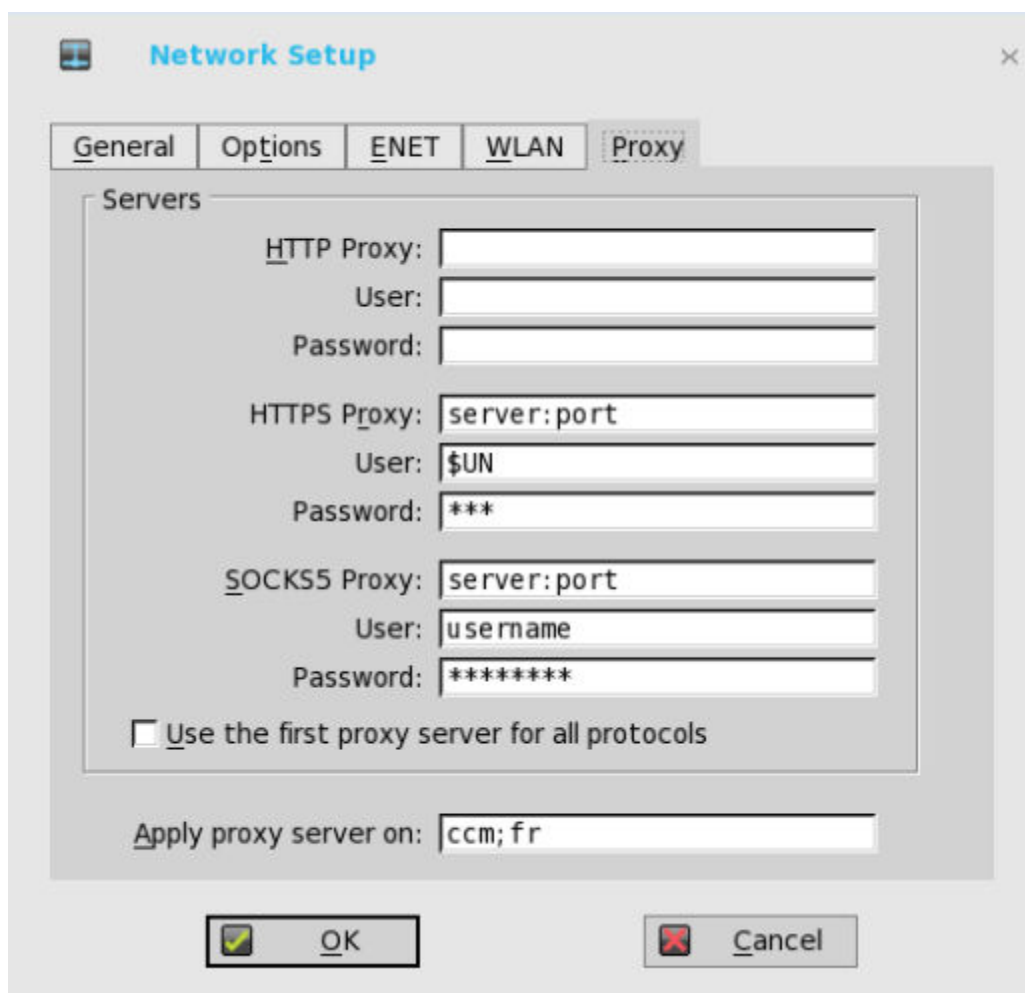 Network Setup
General Options ENET WLAN Proxy
Servers
HTTP Proxy:
User:
Password:
HTTPS Proxy: server:port
User: $UN
Password: ***
SOCKS5 Proxy: server:port
User: username
Password: ********
Use the first proxy server for all protocols
Apply proxy server on: ccm;fr
OK Cancel